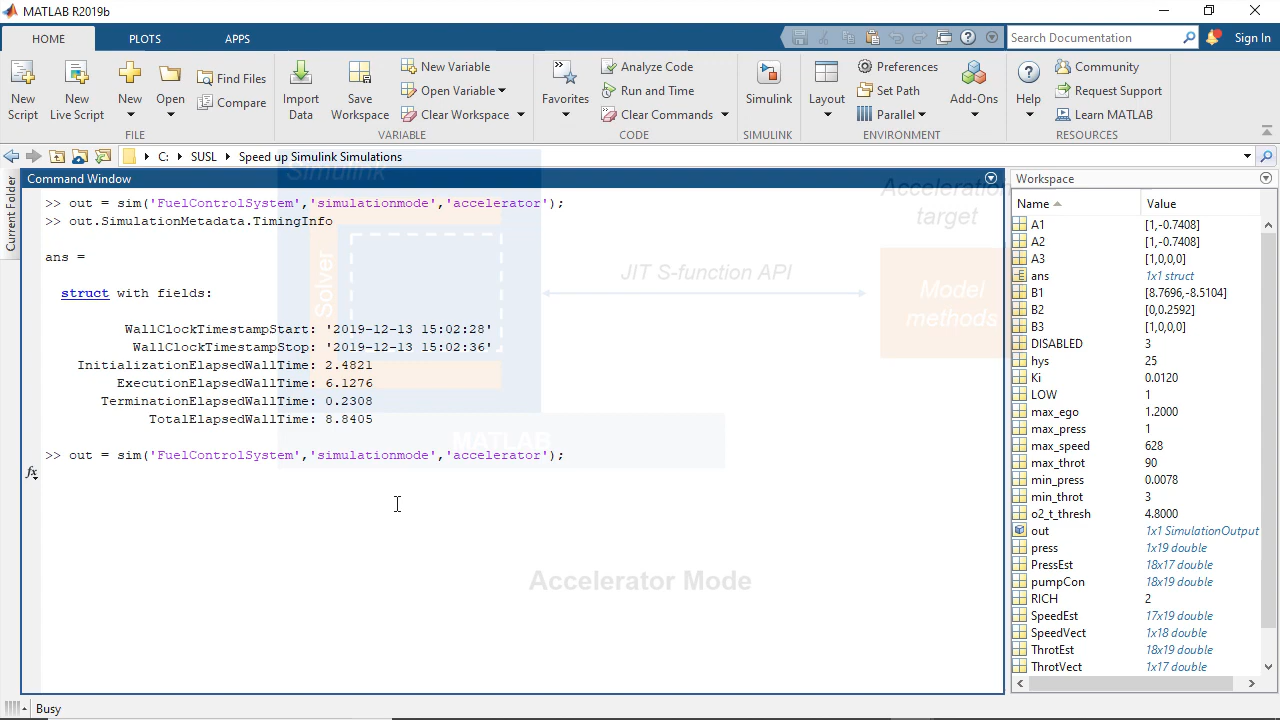 MATLAB R2019b
HOME PLOTS APPS
Search Documentation
Sign In
New Script
New Live Script
New
Open
Find Files
Compare
FILE
Import Data
Save Workspace
New Variable
Open Variable
Clear Workspace
VARIABLE
Favorites
Analyze Code
Run and Time
Clear Commands
CODE
Simulink
SIMULINK
Layout
Preferences
Set Path
Parallel
Add-Ons
ENVIRONMENT
Help
Community
Request Support
Learn MATLAB
RESOURCES
C: SUSL Speed up Simulink Simulations
Current Folder
Command Window
>> out = sim('FuelControlSystem','simulationmode','accelerator');
>> out.SimulationMetadata.TimingInfo
ans =
struct with fields:
WallClockTimestampStart: '2019-12-13 15:02:28'
WallClockTimestampStop: '2019-12-13 15:02:36'
InitializationElapsedWallTime: 2.4821
ExecutionElapsedWallTime: 6.1276
TerminationElapsedWallTime: 0.2308
TotalElapsedWallTime: 8.8405
>> out = sim('FuelControlSystem','simulationmode','accelerator');
fx
Simulink
Solver
JIT S-function API
Acceleration
target
Model
methods
MATLAB
Accelerator Mode
Workspace
Name Value
A1 [1,-0.7408]
A2 [1,-0.7408]
A3 [1,0,0,0]
ans 1x1 struct
B1 [8.7696,-8.5104]
B2 [0,0.2592]
B3 [1,0,0,0]
DISABLED 3
hys 25
Ki 0.0120
LOW 1
max_ego 1.2000
max_press 1
max_speed 628
max_throt 90
min_press 0.0078
min_throt 3
o2_t_thresh 4.8000
out 1x1 SimulationOutput
press 1x19 double
PressEst 18x17 double
pumpCon 18x19 double
RICH 2
SpeedEst 17x19 double
SpeedVect 1x18 double
ThrotEst 18x19 double
ThrotVect 1x17 double
Busy